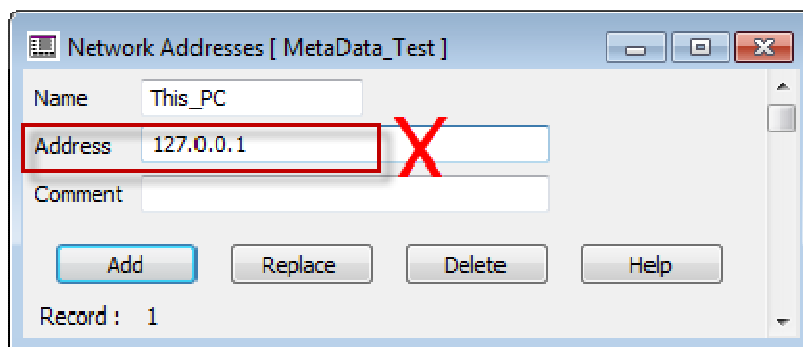 Network Addresses [ MetaData_Test ]
Name This_PC
Address 127.0.0.1 X
Comment
Add Replace Delete Help
Record : 1